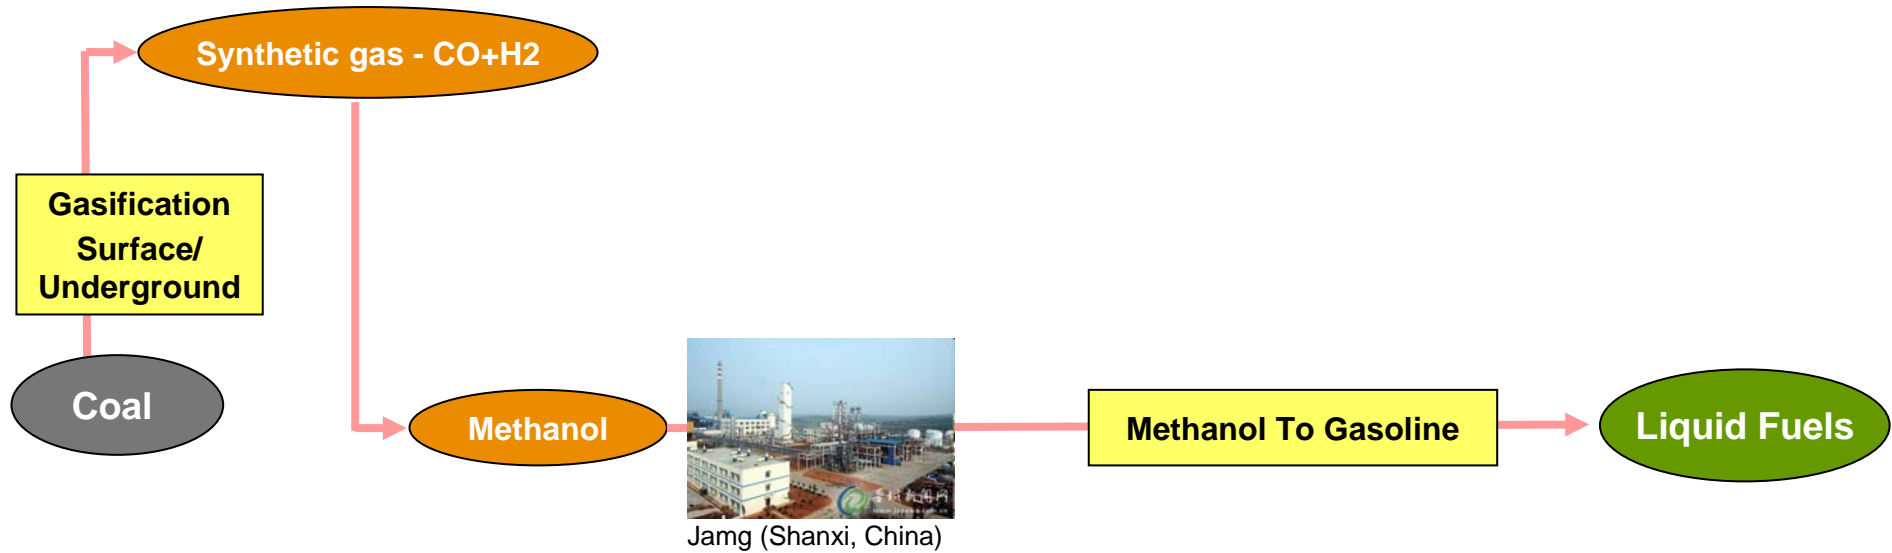 Synthetic gas - CO+H2
Gasification
Surface/
Underground
Coal
Methanol
Methanol To Gasoline
Liquid Fuels
Jamg (Shanxi, China)